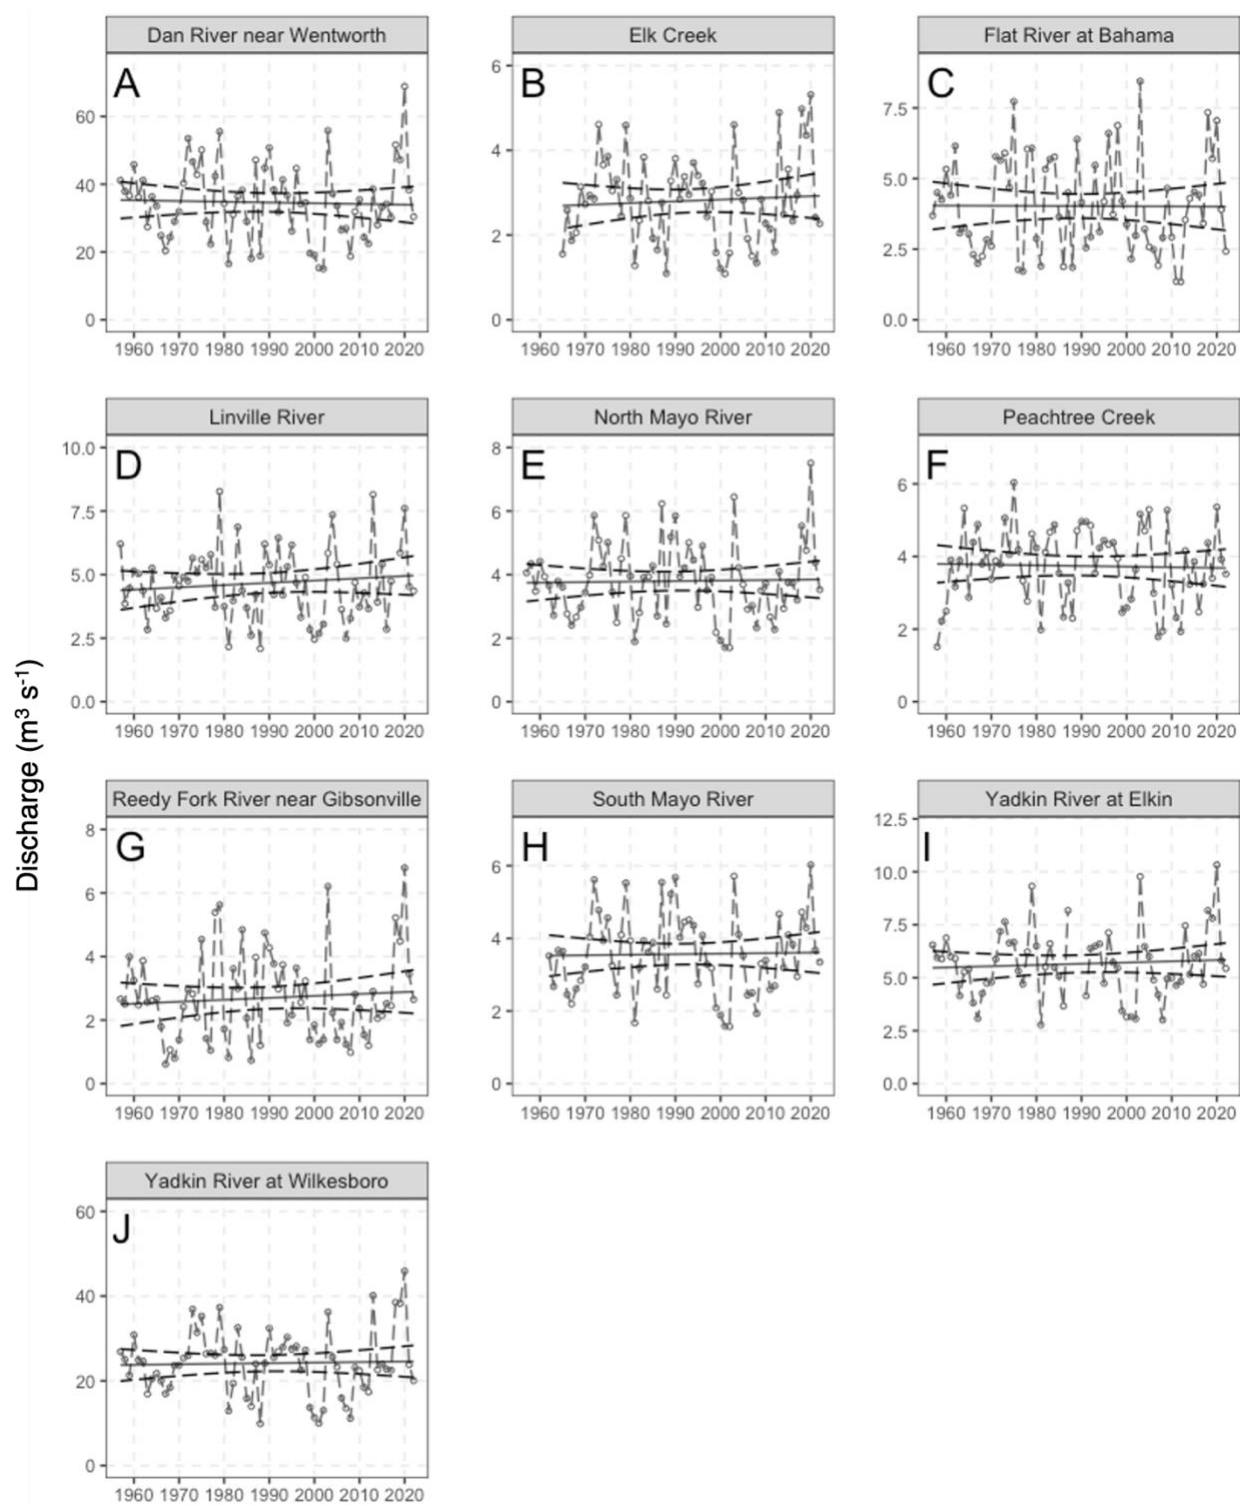 Discharge (m³ s⁻¹)
Dan River near Wentworth
A
60
40
20
0
1960 1970 1980 1990 2000 2010 2020
Elk Creek
B
6
4
2
0
1960 1970 1980 1990 2000 2010 2020
Flat River at Bahama
C
7.5
5.0
2.5
0.0
1960 1970 1980 1990 2000 2010 2020
Linville River
D
10.0
7.5
5.0
2.5
0.0
1960 1970 1980 1990 2000 2010 2020
North Mayo River
E
8
6
4
2
0
1960 1970 1980 1990 2000 2010 2020
Peachtree Creek
F
6
4
2
0
1960 1970 1980 1990 2000 2010 2020
Reedy Fork River near Gibsonville
G
8
6
4
2
0
1960 1970 1980 1990 2000 2010 2020
South Mayo River
H
6
4
2
0
1960 1970 1980 1990 2000 2010 2020
Yadkin River at Elkin
I
12.5
10.0
7.5
5.0
2.5
0.0
1960 1970 1980 1990 2000 2010 2020
Yadkin River at Wilkesboro
J
60
40
20
0
1960 1970 1980 1990 2000 2010 2020